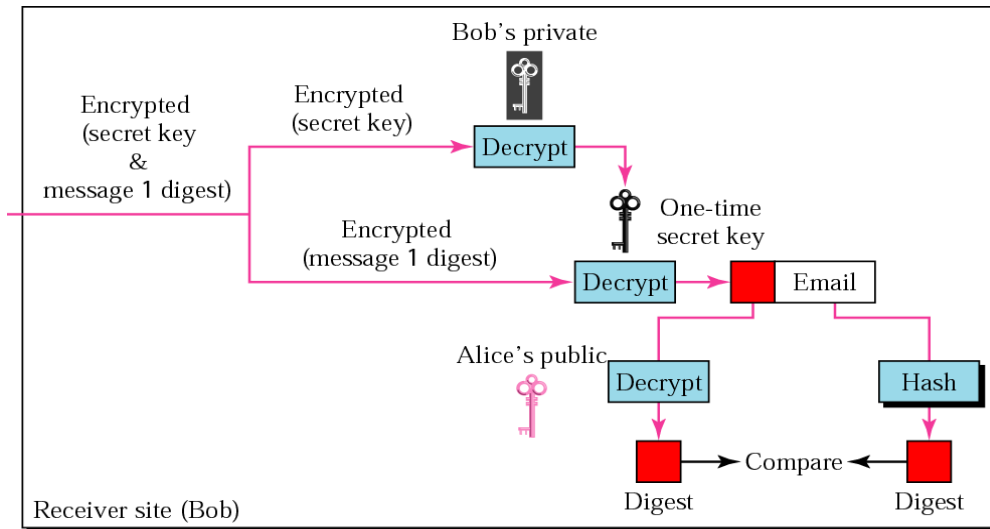 Bob's private
Encrypted
(secret key
&
message 1 digest)
Encrypted
(secret key)
Decrypt
One-time
secret key
Encrypted
(message 1 digest)
Decrypt
Email
Alice's public
Decrypt
Hash
Compare
Digest
Digest
Receiver site (Bob)